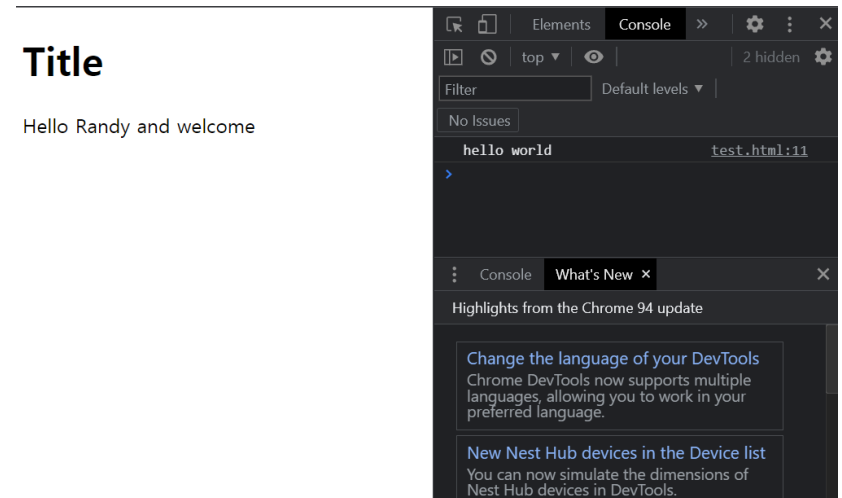 Title
Hello Randy and welcome
Elements Console »
top ▼ 2 hidden
Filter Default levels ▼
No Issues
hello world test.html:11
>
Console What's New ×
Highlights from the Chrome 94 update
Change the language of your DevTools
Chrome DevTools now supports multiple
languages, allowing you to work in your
preferred language.
New Nest Hub devices in the Device list
You can now simulate the dimensions of
Nest Hub devices in DevTools.